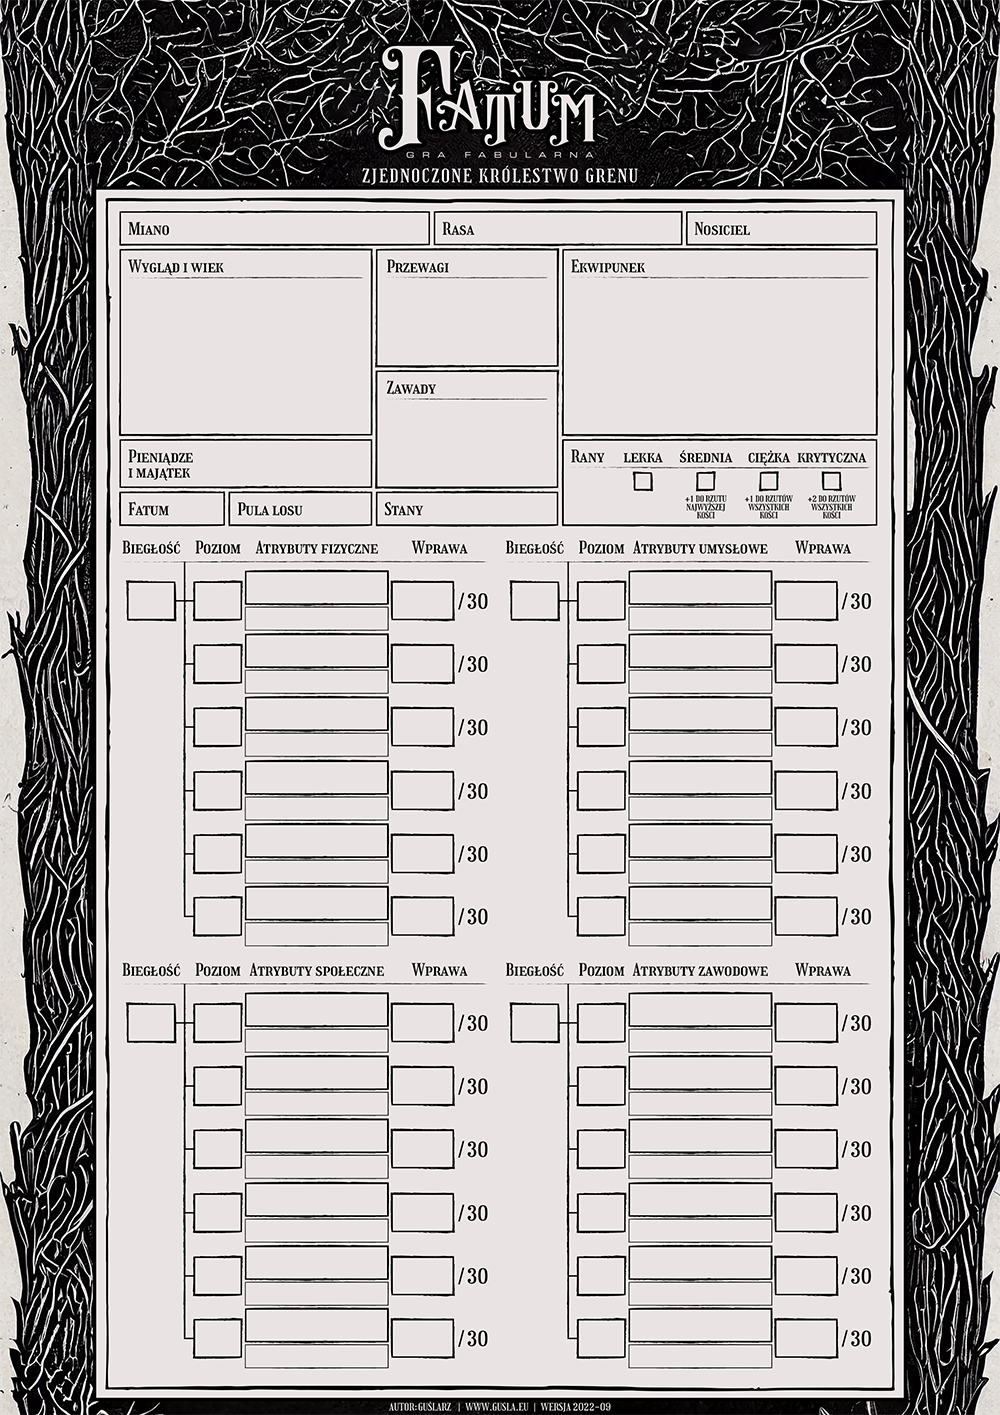 FATUM
GRA FABULARNA
ZJEDNOCZONE KRÓLESTWO GRENU
MIANO
RASA
NOSICIEL
WYGLĄD I WIEK
PRZEWAGI
EKWIPUNEK
ZAWADY
PIENIĄDZE
I MAJĄTEK
RANY LEKKA ŚREDNIA CIĘŻKA KRYTYCZNA
+1 DO RZUTU
NAJWYŻSZEJ
KOŚCI
+1 DO RZUTÓW
WSZYSTKICH
KOŚCI
+2 DO RZUTÓW
WSZYSTKICH
KOŚCI
FATUM
PULA LOSU
STANY
BIEGŁOŚĆ POZIOM ATRYBUTY FIZYCZNE WPRAWA
/30
/30
/30
/30
/30
/30
BIEGŁOŚĆ POZIOM ATRYBUTY UMYSŁOWE WPRAWA
/30
/30
/30
/30
/30
/30
BIEGŁOŚĆ POZIOM ATRYBUTY SPOŁECZNE WPRAWA
/30
/30
/30
/30
/30
/30
BIEGŁOŚĆ POZIOM ATRYBUTY ZAWODOWE WPRAWA
/30
/30
/30
/30
/30
/30
AUTOR: GUŚLARZ | WWW.GUSLA.EU | WERSJA 2022-09